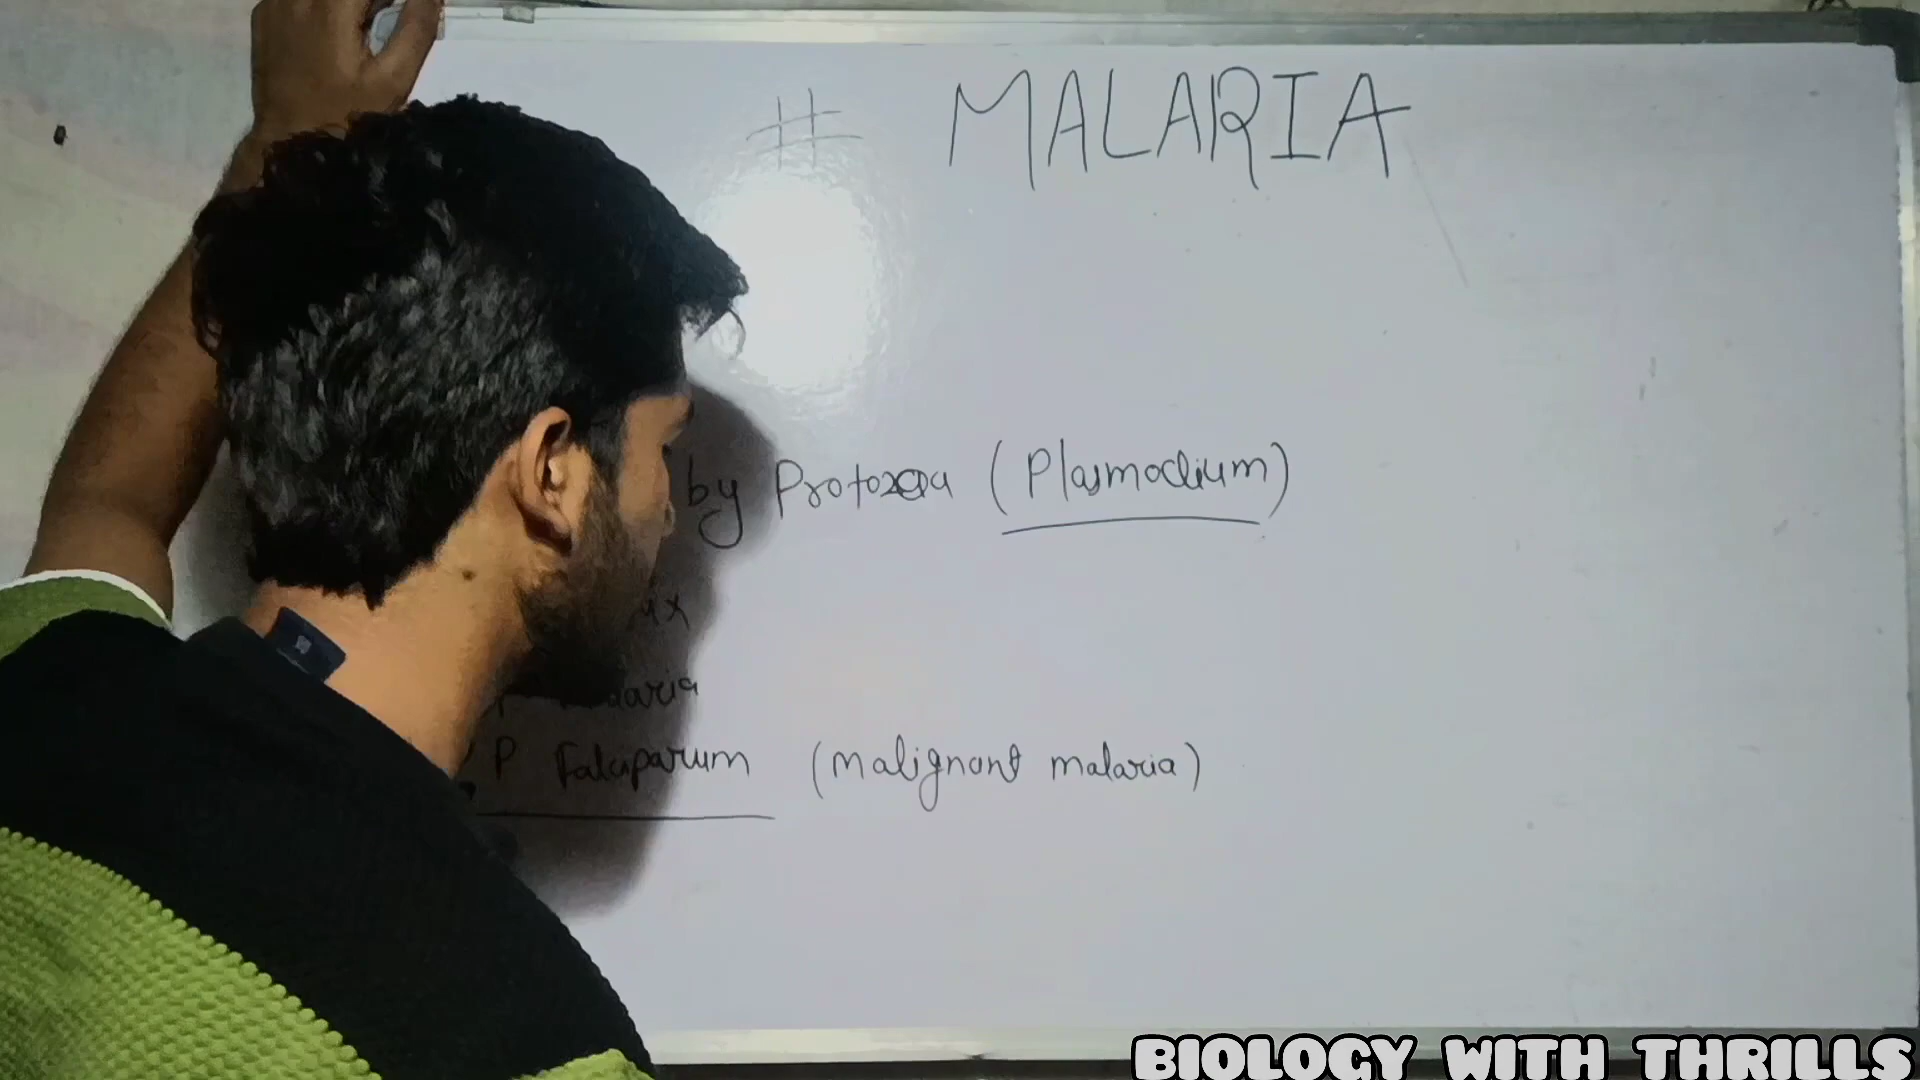 # MALARIA
by Protozoa (Plasmodium)
P Falciparum (Malignant malaria)
BIOLOGY WITH THRILLS